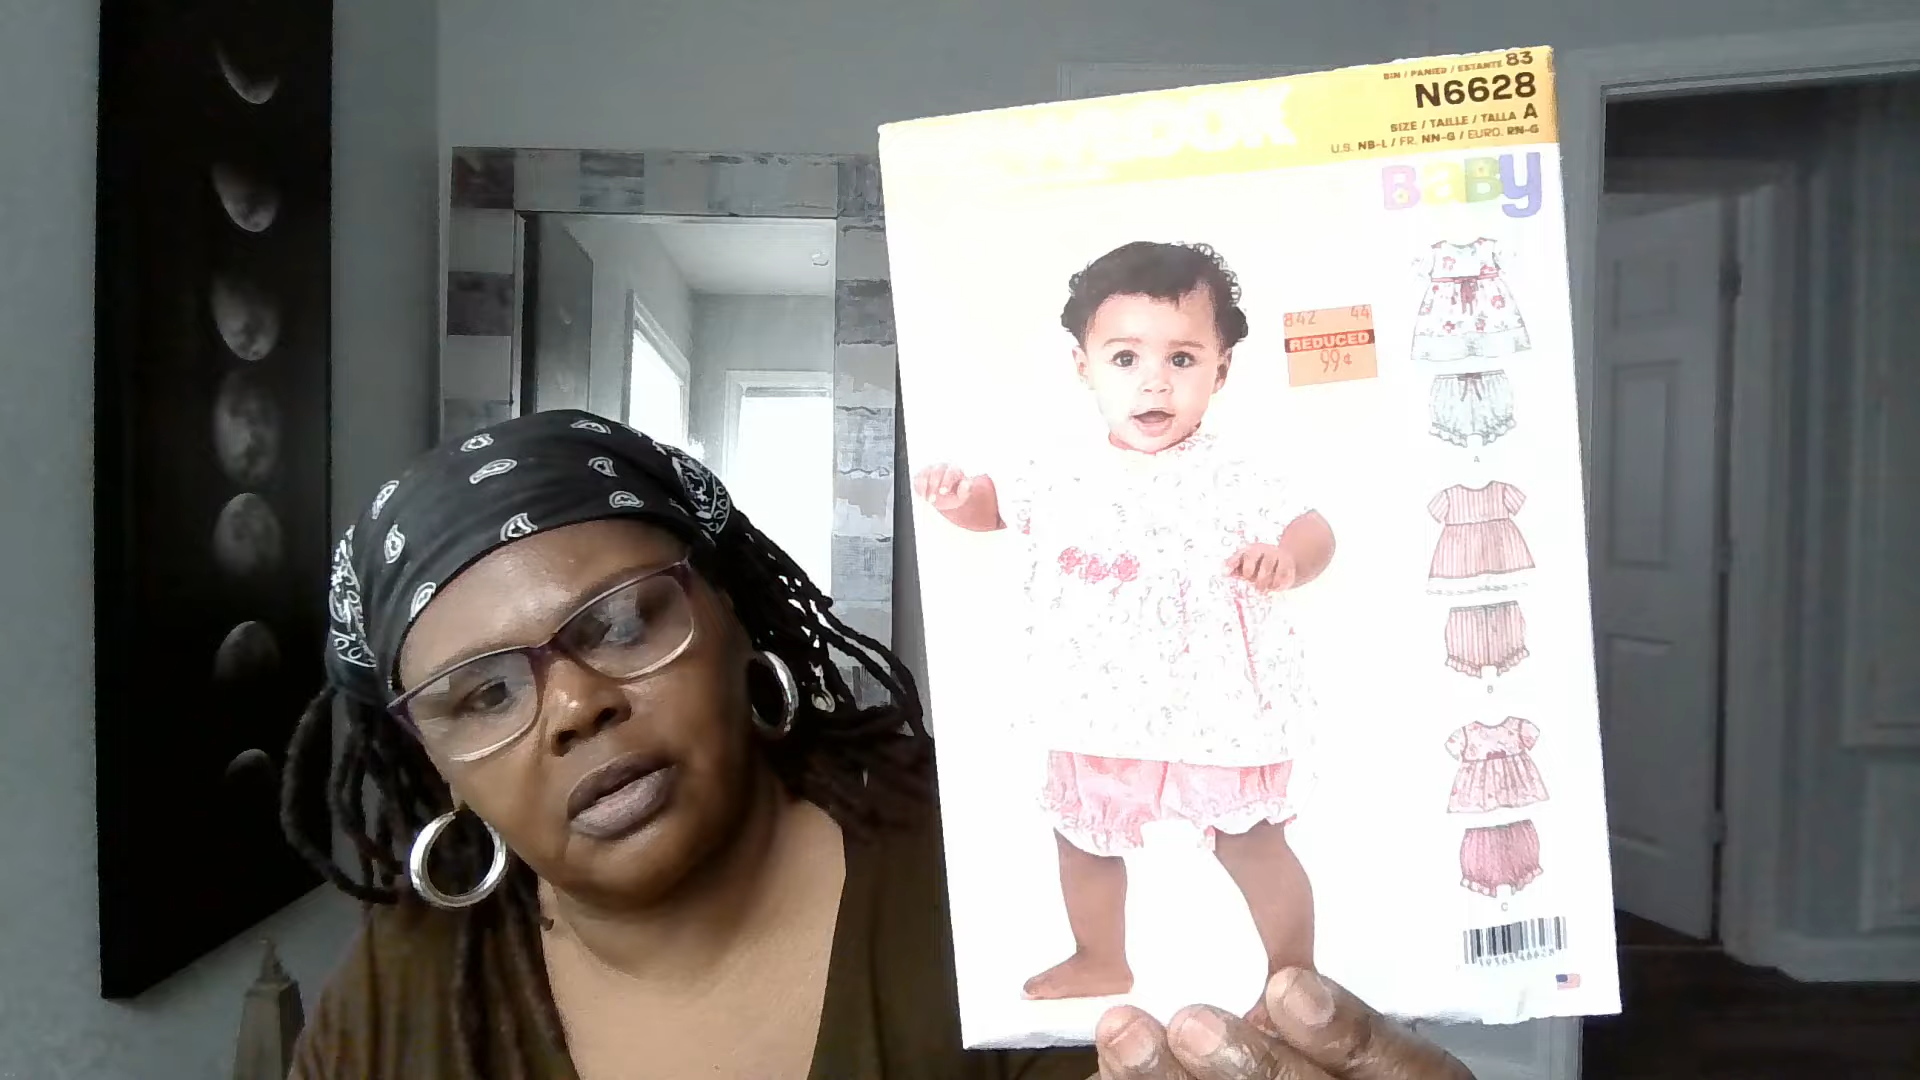 BIN / PANIER / ESTANTE 83
N6628
SIZE / TAILLE / TALLA A
U.S. NB-L / FR. NN-G / EURO. RN-G
BaBy
842 44
REDUCED
99¢
A
B
C